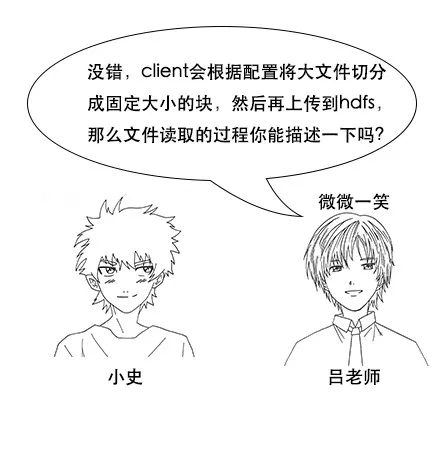 没错，client会根据配置将大文件切分
成固定大小的块，然后再上传到hdfs，
那么文件读取的过程你能描述一下吗？
微微一笑
小史
吕老师